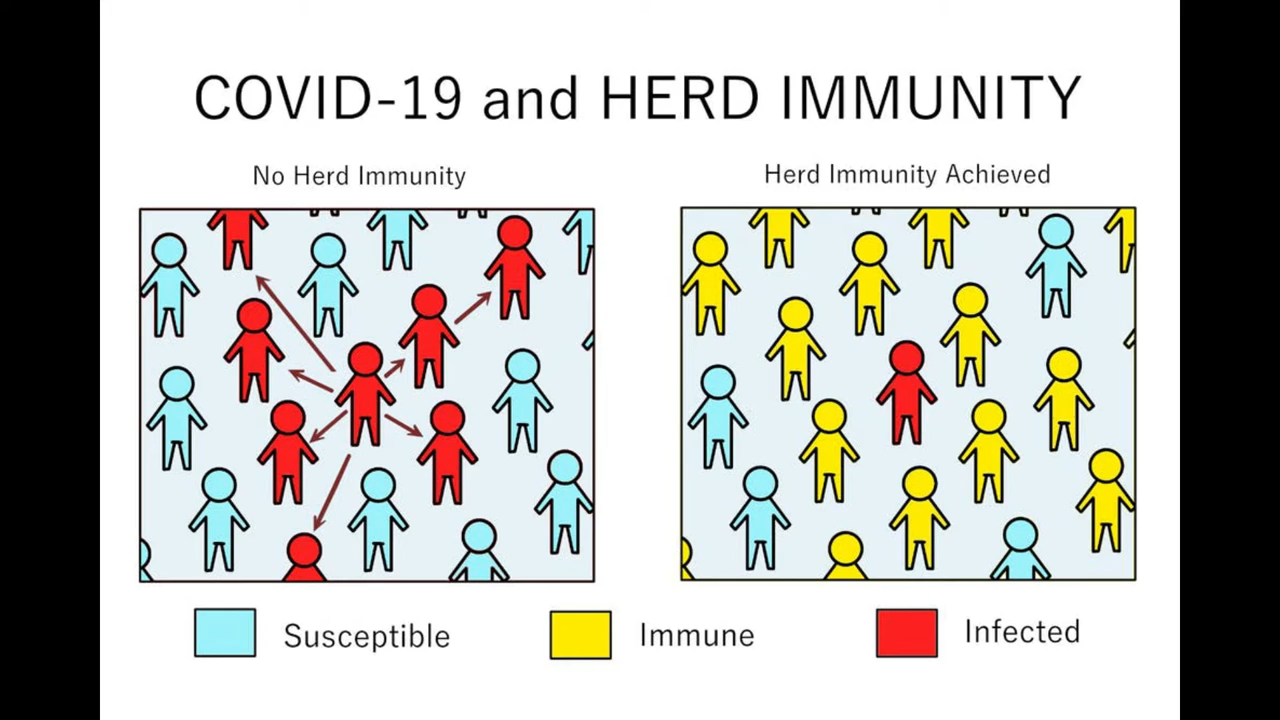 COVID-19 and HERD IMMUNITY
No Herd Immunity
Herd Immunity Achieved
Susceptible
Immune
Infected